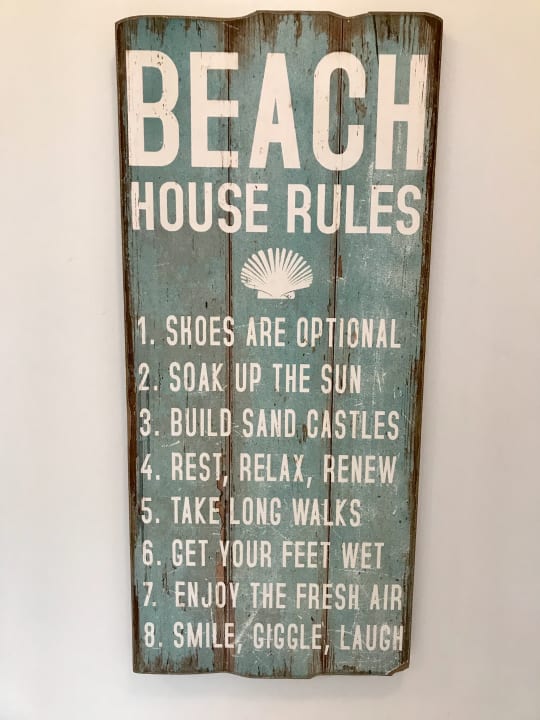 BEACH
HOUSE RULES
1. SHOES ARE OPTIONAL
2. SOAK UP THE SUN
3. BUILD SAND CASTLES
4. REST, RELAX, RENEW
5. TAKE LONG WALKS
6. GET YOUR FEET WET
7. ENJOY THE FRESH AIR
8. SMILE, GIGGLE, LAUGH